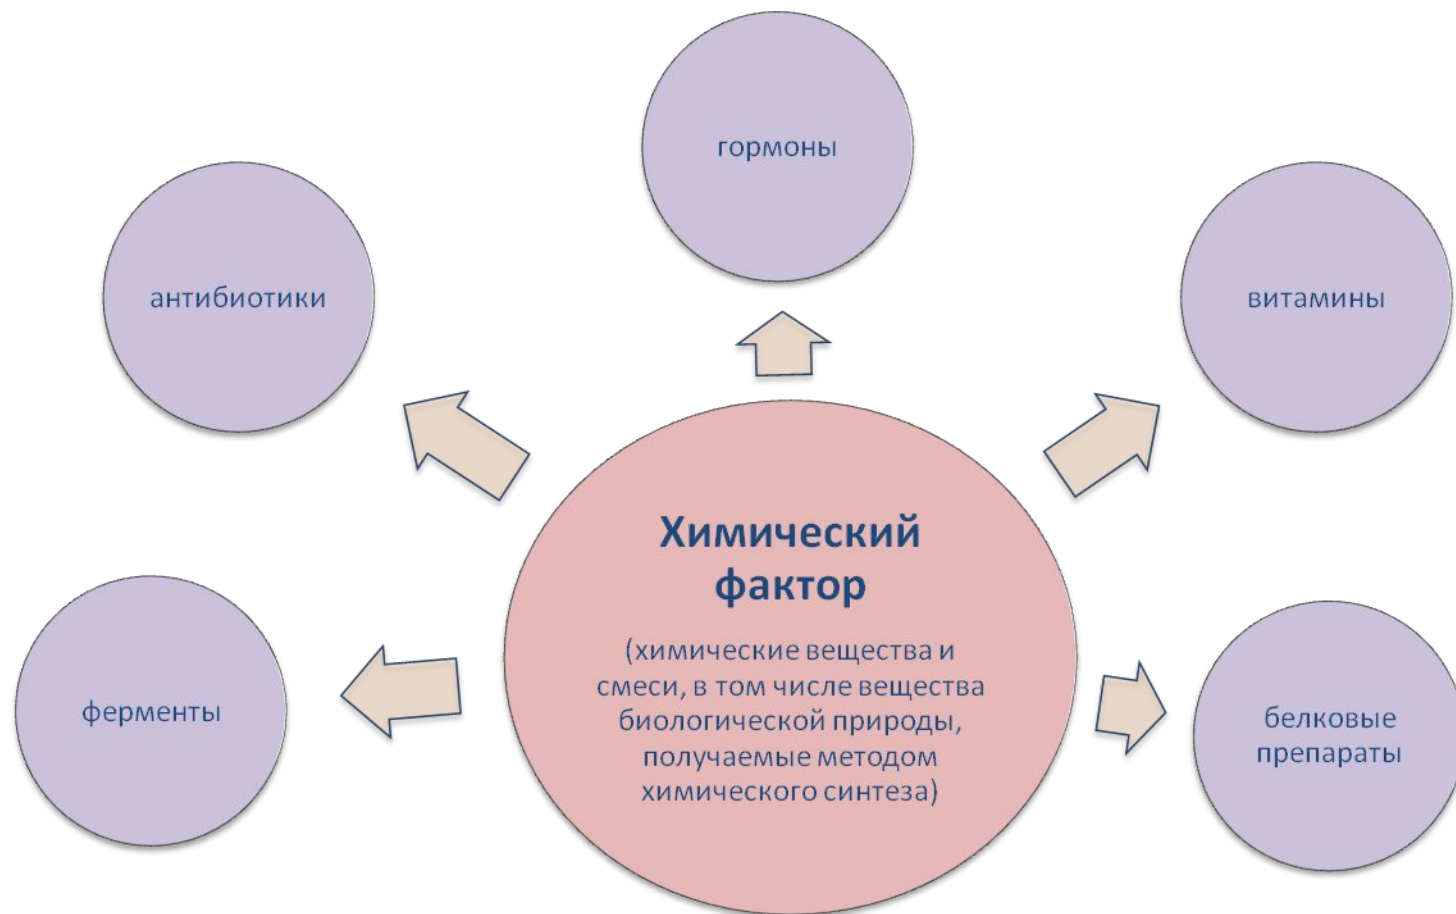 гормоны
антибиотики
витамины
Химический
фактор
(химические вещества и
смеси, в том числе вещества
биологической природы,
получаемые методом
химического синтеза)
ферменты
белковые
препараты